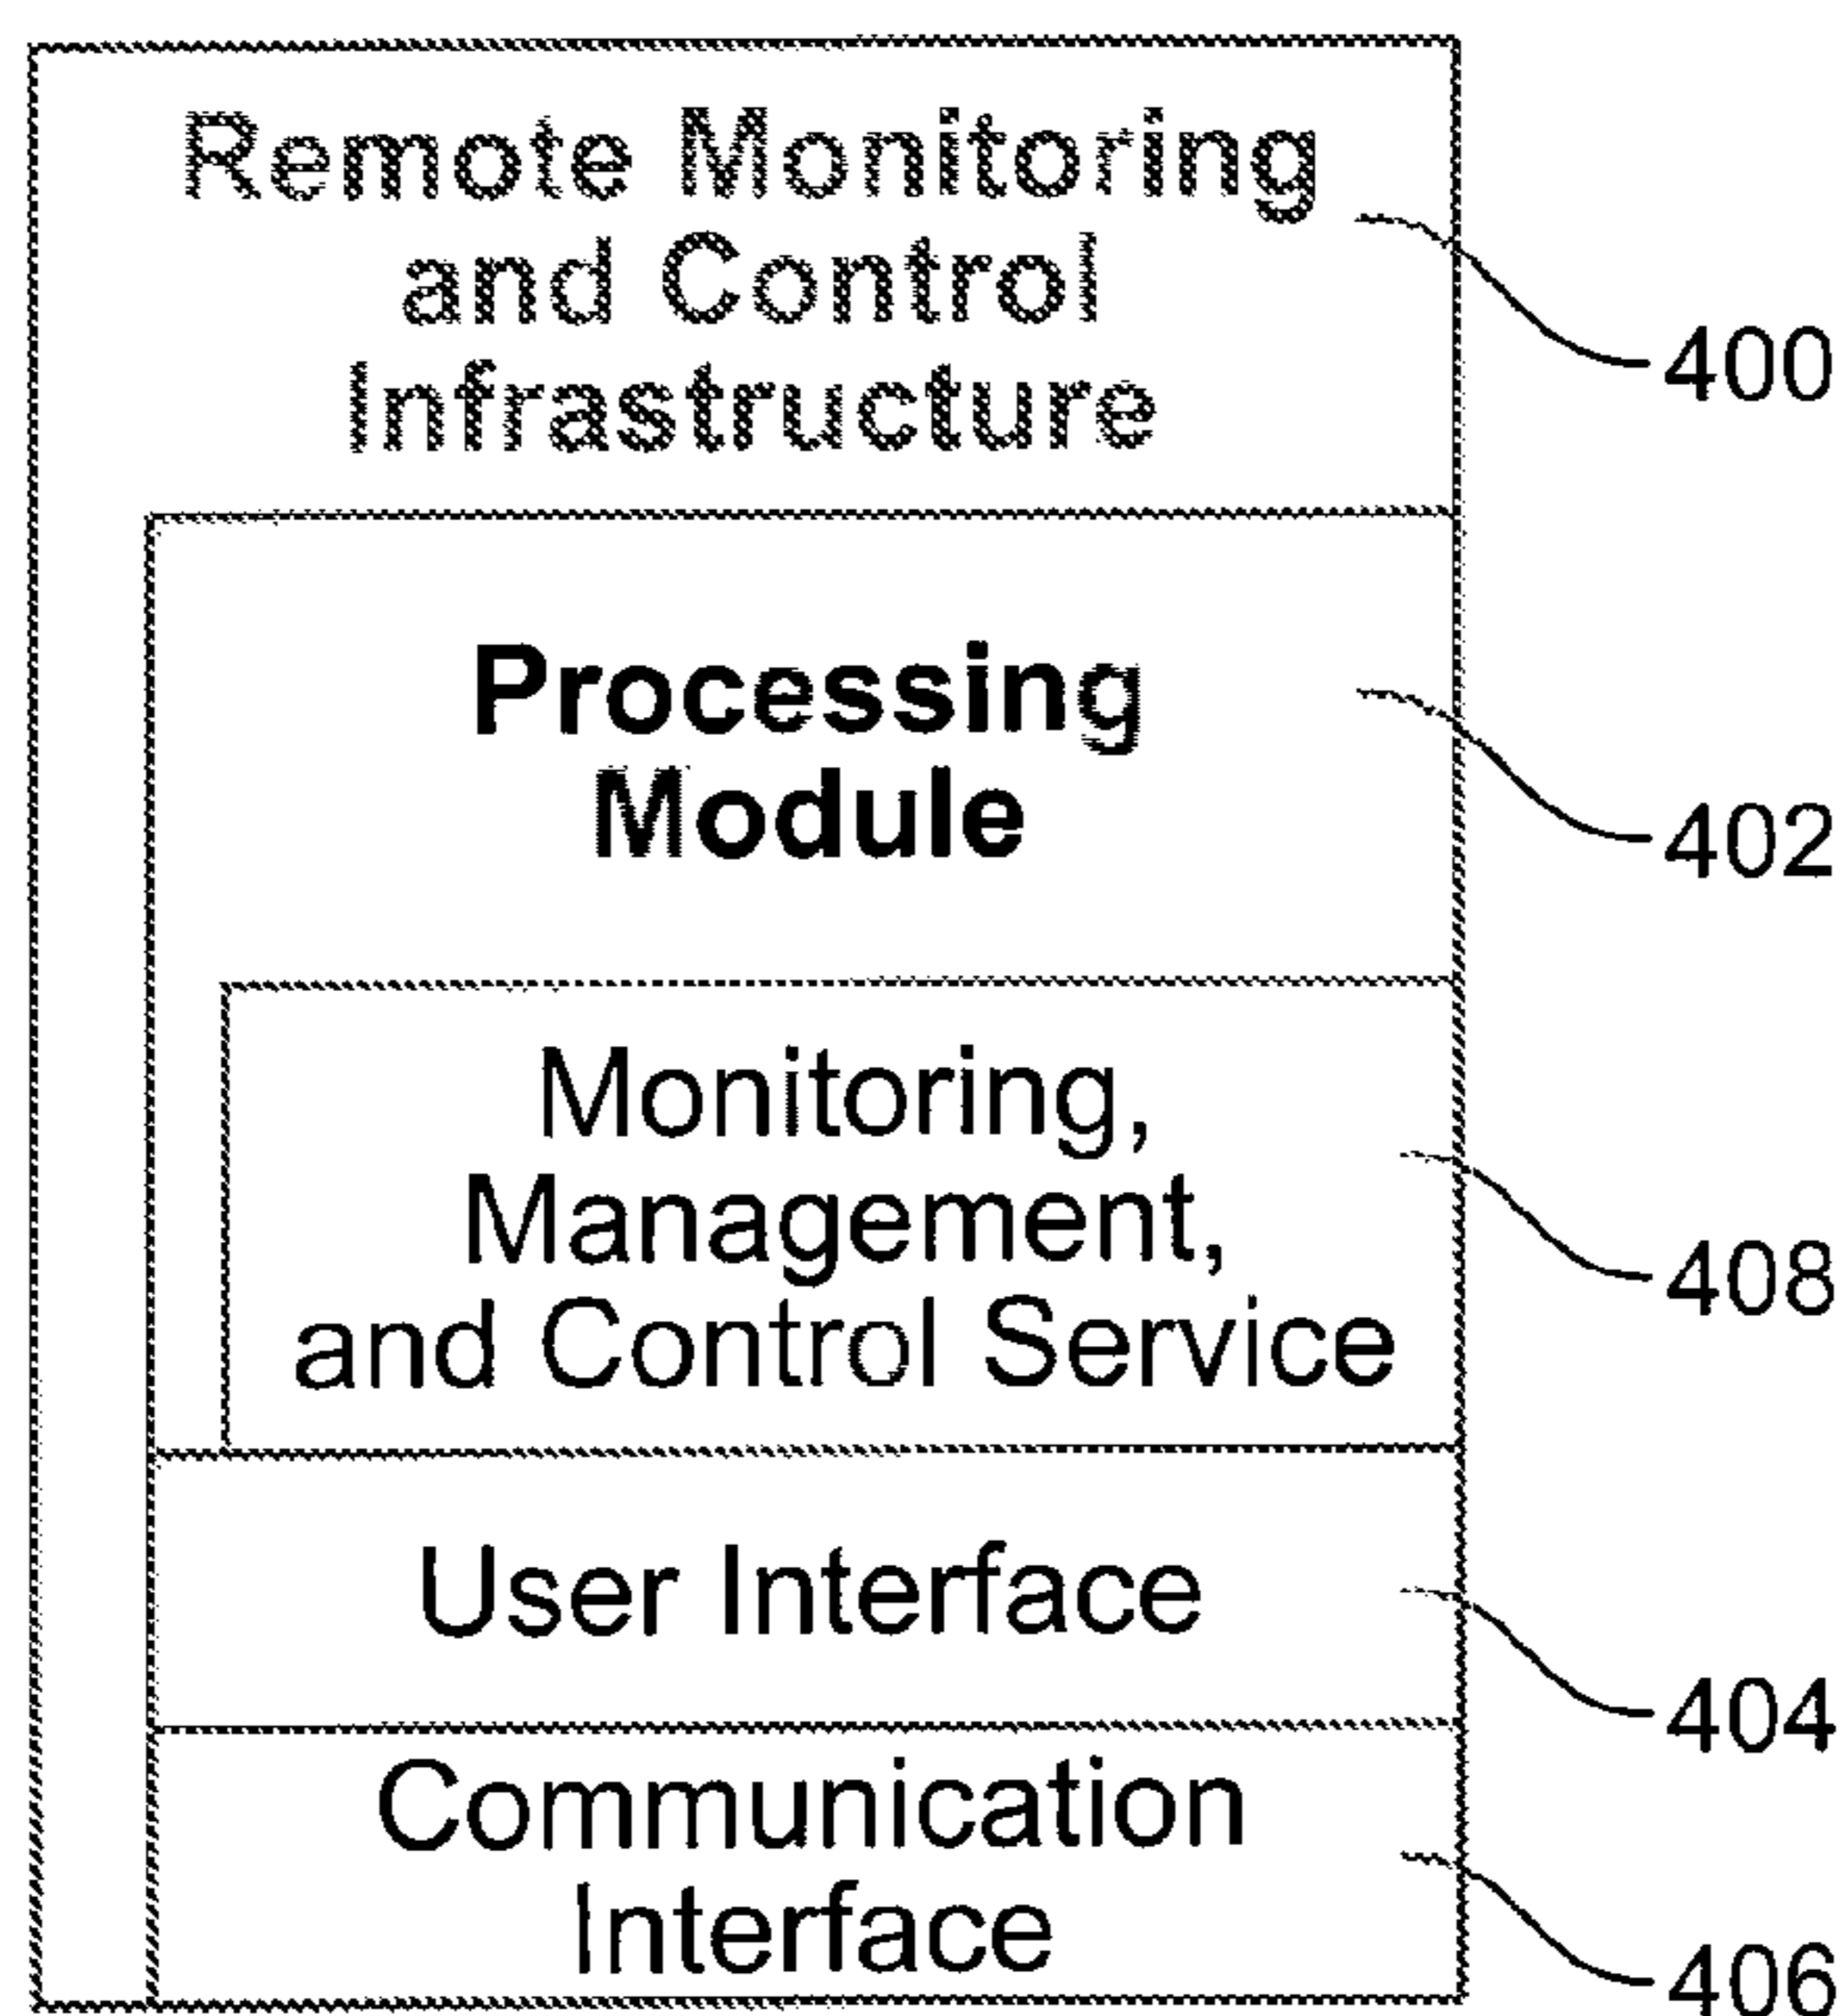 Remote Monitoring
and Control
Infrastructure
400
Processing
Module
402
Monitoring,
Management,
and Control Service
408
User Interface
404
Communication
Interface
406